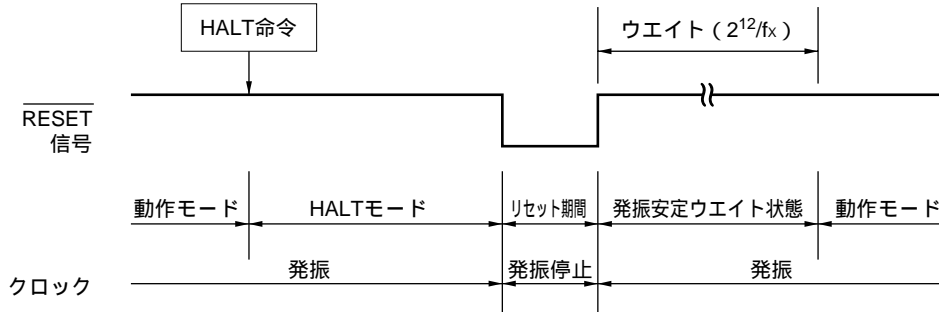 HALT命令
ウエイト（2^12/fx）
RESET
信号
動作モード HALTモード リセット期間 発振安定ウエイト状態 動作モード
クロック 発振 発振停止 発振